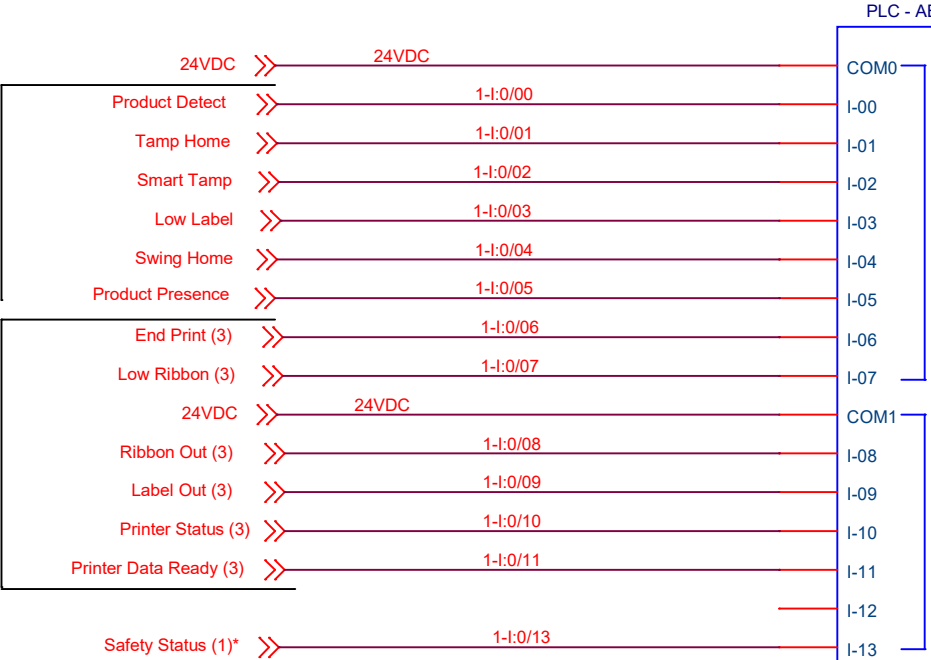 PLC - AB
24VDC 24VDC COM0
Product Detect 1-I:0/00 I-00
Tamp Home 1-I:0/01 I-01
Smart Tamp 1-I:0/02 I-02
Low Label 1-I:0/03 I-03
Swing Home 1-I:0/04 I-04
Product Presence 1-I:0/05 I-05
End Print (3) 1-I:0/06 I-06
Low Ribbon (3) 1-I:0/07 I-07
24VDC 24VDC COM1
Ribbon Out (3) 1-I:0/08 I-08
Label Out (3) 1-I:0/09 I-09
Printer Status (3) 1-I:0/10 I-10
Printer Data Ready (3) 1-I:0/11 I-11
I-12
Safety Status (1)* 1-I:0/13 I-13